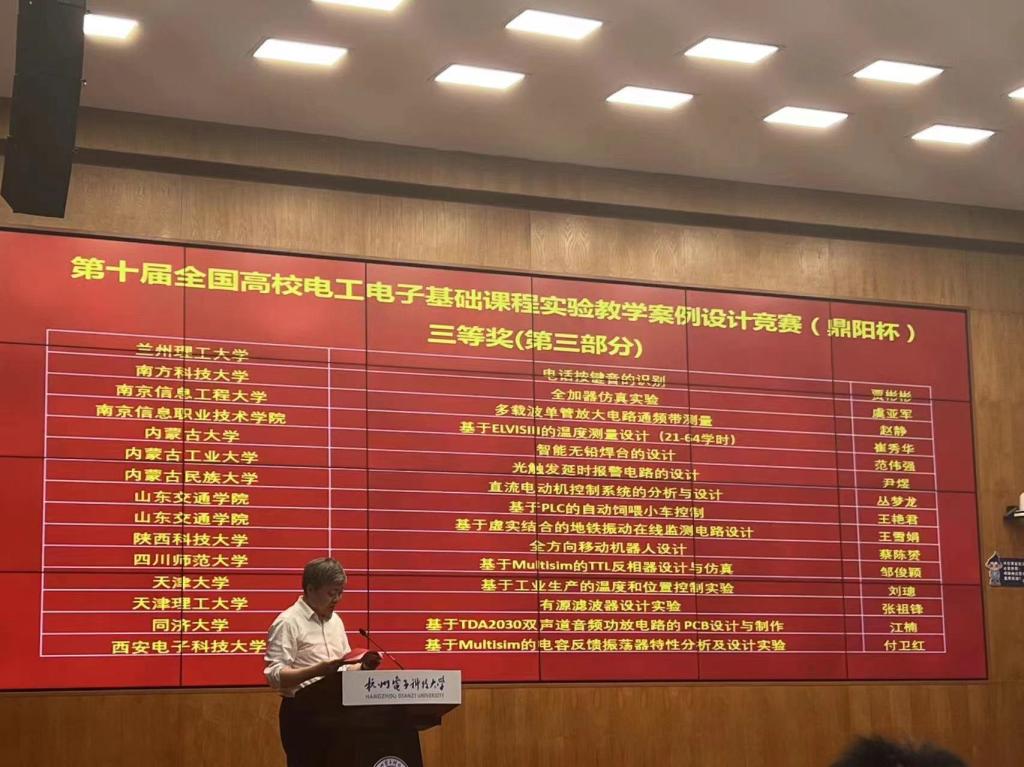 第十届全国高校电工电子基础课程实验教学案例设计竞赛（鼎阳杯）
三等奖(第三部分)
兰州理工大学 电话按键音的识别 贾彬彬
南方科技大学 全加器仿真实验 虞亚军
南京信息工程大学 多载波单管放大电路通频带测量 赵静
南京信息职业技术学院 基于ELVISIII的温度测量设计（21-64学时） 崔秀华
内蒙古大学 智能无铅焊台的设计 范伟强
内蒙古工业大学 光触发延时报警电路的设计 尹煜
内蒙古民族大学 直流电动机控制系统的分析与设计 丛梦龙
山东交通学院 基于PLC的自动饲喂小车控制 王艳君
山东交通学院 基于虚实结合的地铁振动在线监测电路设计 王雪娟
陕西科技大学 全方向移动机器人设计 蔡陈赟
四川师范大学 基于Multisim的TTL反相器设计与仿真 邹俊颖
天津大学 基于工业生产的温度和位置控制实验 刘璁
天津理工大学 有源滤波器设计实验 张祖锋
同济大学 基于TDA2030双声道音频功放电路的PCB设计与制作 江楠
西安电子科技大学 基于Multisim的电容反馈振荡器特性分析及设计实验 付卫红
杭州电子科技大学
HANGZHOU DIANZI UNIVERSITY